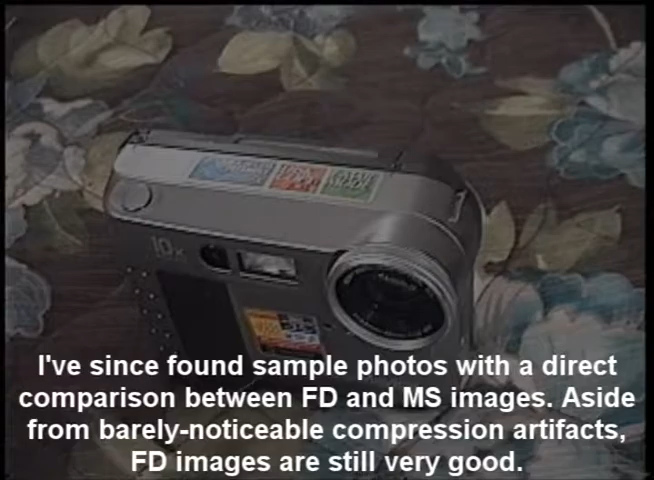 10x
I've since found sample photos with a direct
comparison between FD and MS images. Aside
from barely-noticeable compression artifacts,
FD images are still very good.